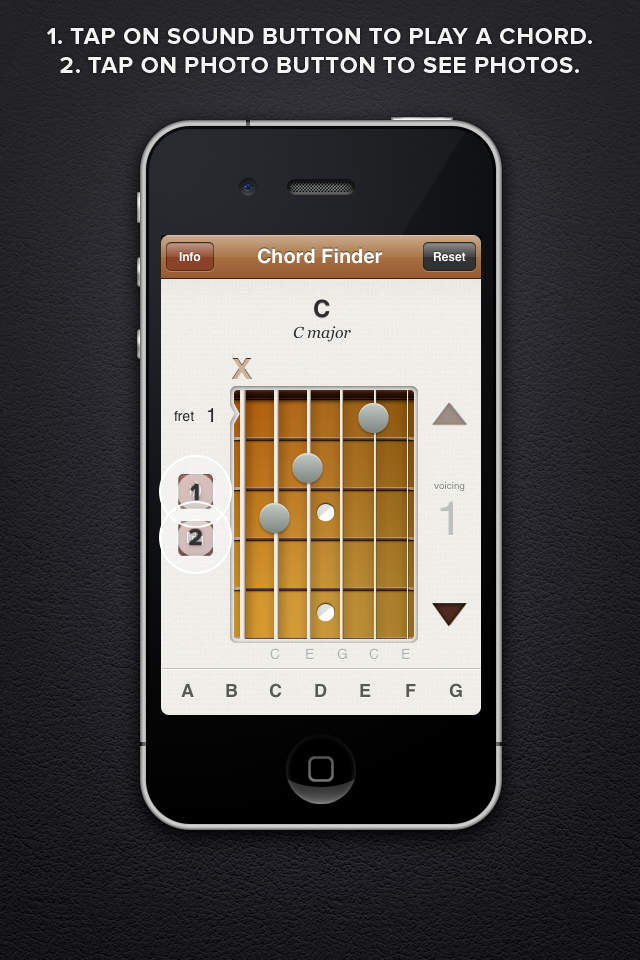 1. TAP ON SOUND BUTTON TO PLAY A CHORD.
2. TAP ON PHOTO BUTTON TO SEE PHOTOS.
Info Chord Finder Reset
C
C major
X
fret 1
voicing
1
1
2
C E G C E
A B C D E F G